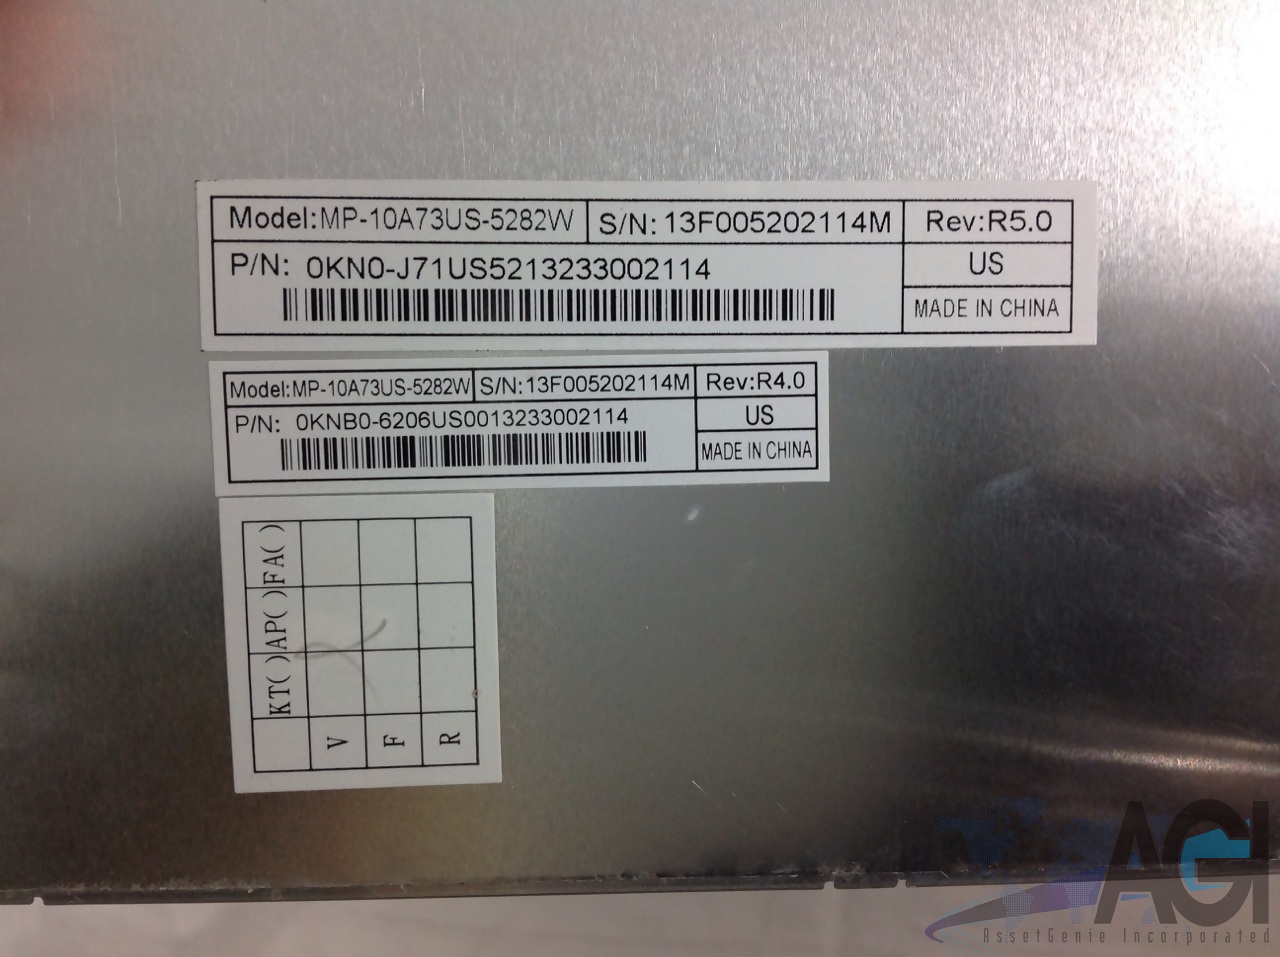 Model:MP-10A73US-5282W S/N: 13F005202114M Rev:R5.0
P/N: 0KN0-J71US5213233002114 US
MADE IN CHINA
Model:MP-10A73US-5282W S/N:13F005202114M Rev:R4.0
P/N: 0KNB0-6206US0013233002114 US
MADE IN CHINA
KT( ) AP( ) FA( )
V
F
R
AGI
AssetGenie Incorporated